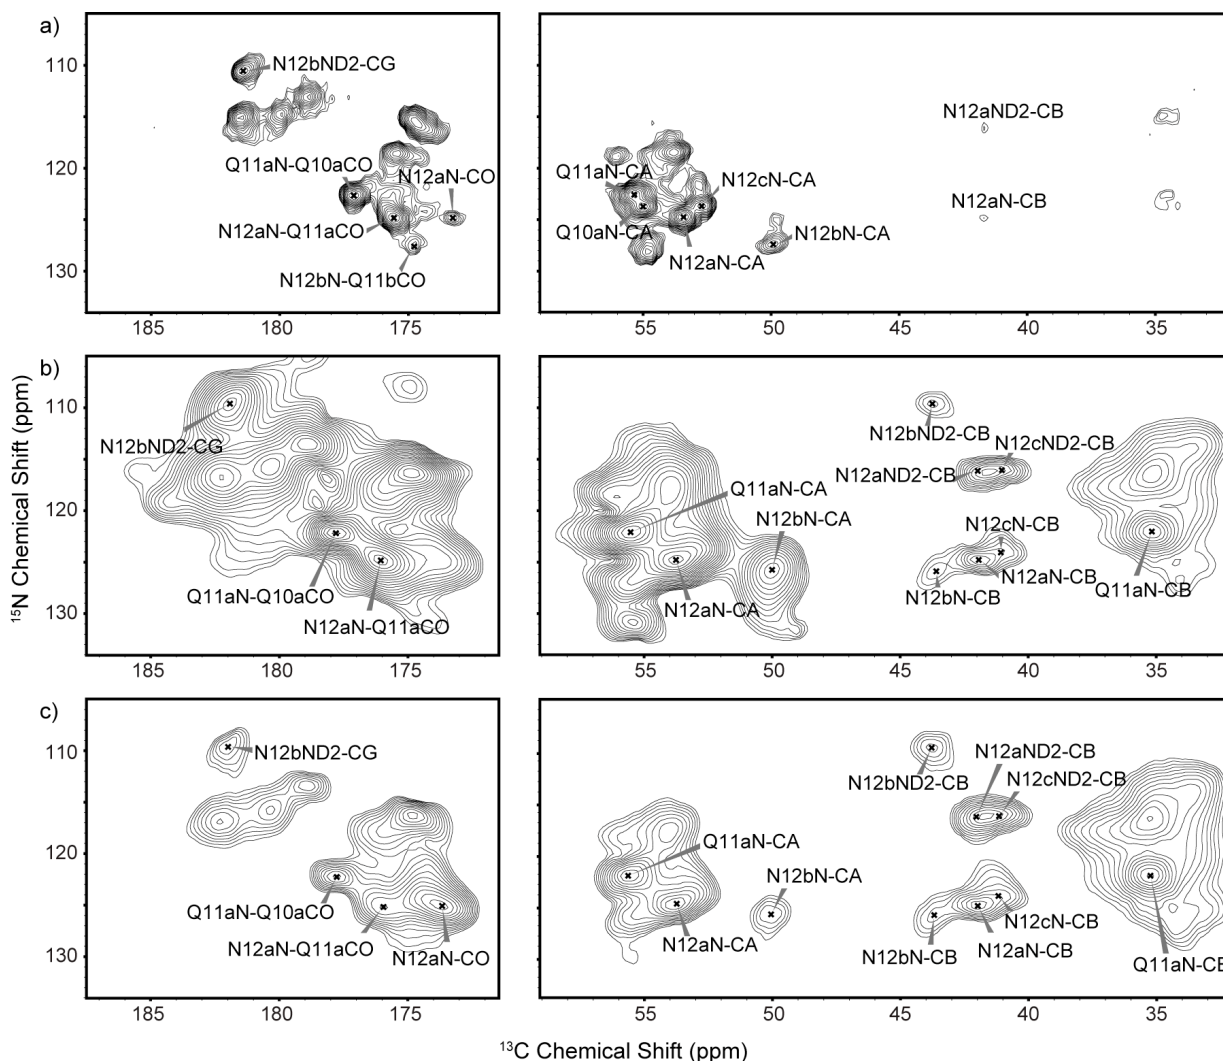 a)
N12bND2-CG
110
Q11aN-Q10aCO
N12aN-CO
120
N12aN-Q11aCO
130
N12bN-Q11bCO
185
180
175
N12aND2-CB
Q11aN-CA
N12cN-CA
N12aN-CB
Q10aN-CA
N12bN-CA
N12aN-CA
55
50
45
40
35
b)
110
N12bND2-CG
120
Q11aN-Q10aCO
130
N12aN-Q11aCO
185
180
175
N12bND2-CB
N12cND2-CB
N12aND2-CB
Q11aN-CA
N12bN-CA
N12cN-CB
N12aN-CB
Q11aN-CB
N12bN-CB
N12aN-CA
55
50
45
40
35
15N Chemical Shift (ppm)
c)
110
N12bND2-CG
120
Q11aN-Q10aCO
N12aN-Q11aCO
N12aN-CO
130
185
180
175
N12aND2-CB
N12cND2-CB
N12bND2-CB
Q11aN-CA
N12bN-CA
N12cN-CB
N12aN-CA
N12bN-CB
N12aN-CB
Q11aN-CB
55
50
45
40
35
13C Chemical Shift (ppm)